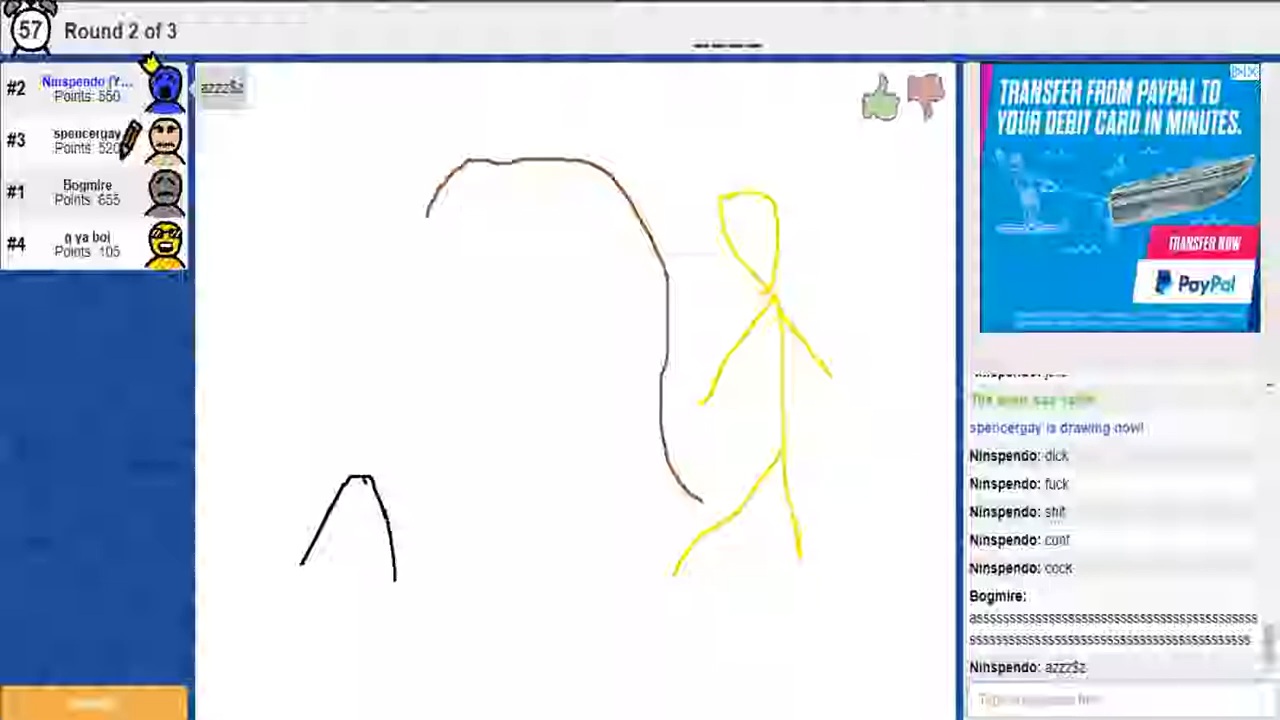 57
Round 2 of 3
#2
Ninspendo (Y...
Points: 550
#3
spencergay
Points: 520
#1
Bogmire
Points: 655
#4
g ya boi
Points: 105
azzz$z
TRANSFER FROM PAYPAL TO
YOUR DEBIT CARD IN MINUTES.
TRANSFER NOW
PayPal
spencergay is drawing now!
Ninspendo: dick
Ninspendo: fuck
Ninspendo: shit
Ninspendo: cunt
Ninspendo: cock
Bogmire:
asssssssssssssssssssssssssssssssssssssssssss
sssssssssssssssssssssssssssssssssssssssssss
Ninspendo: azzz$z